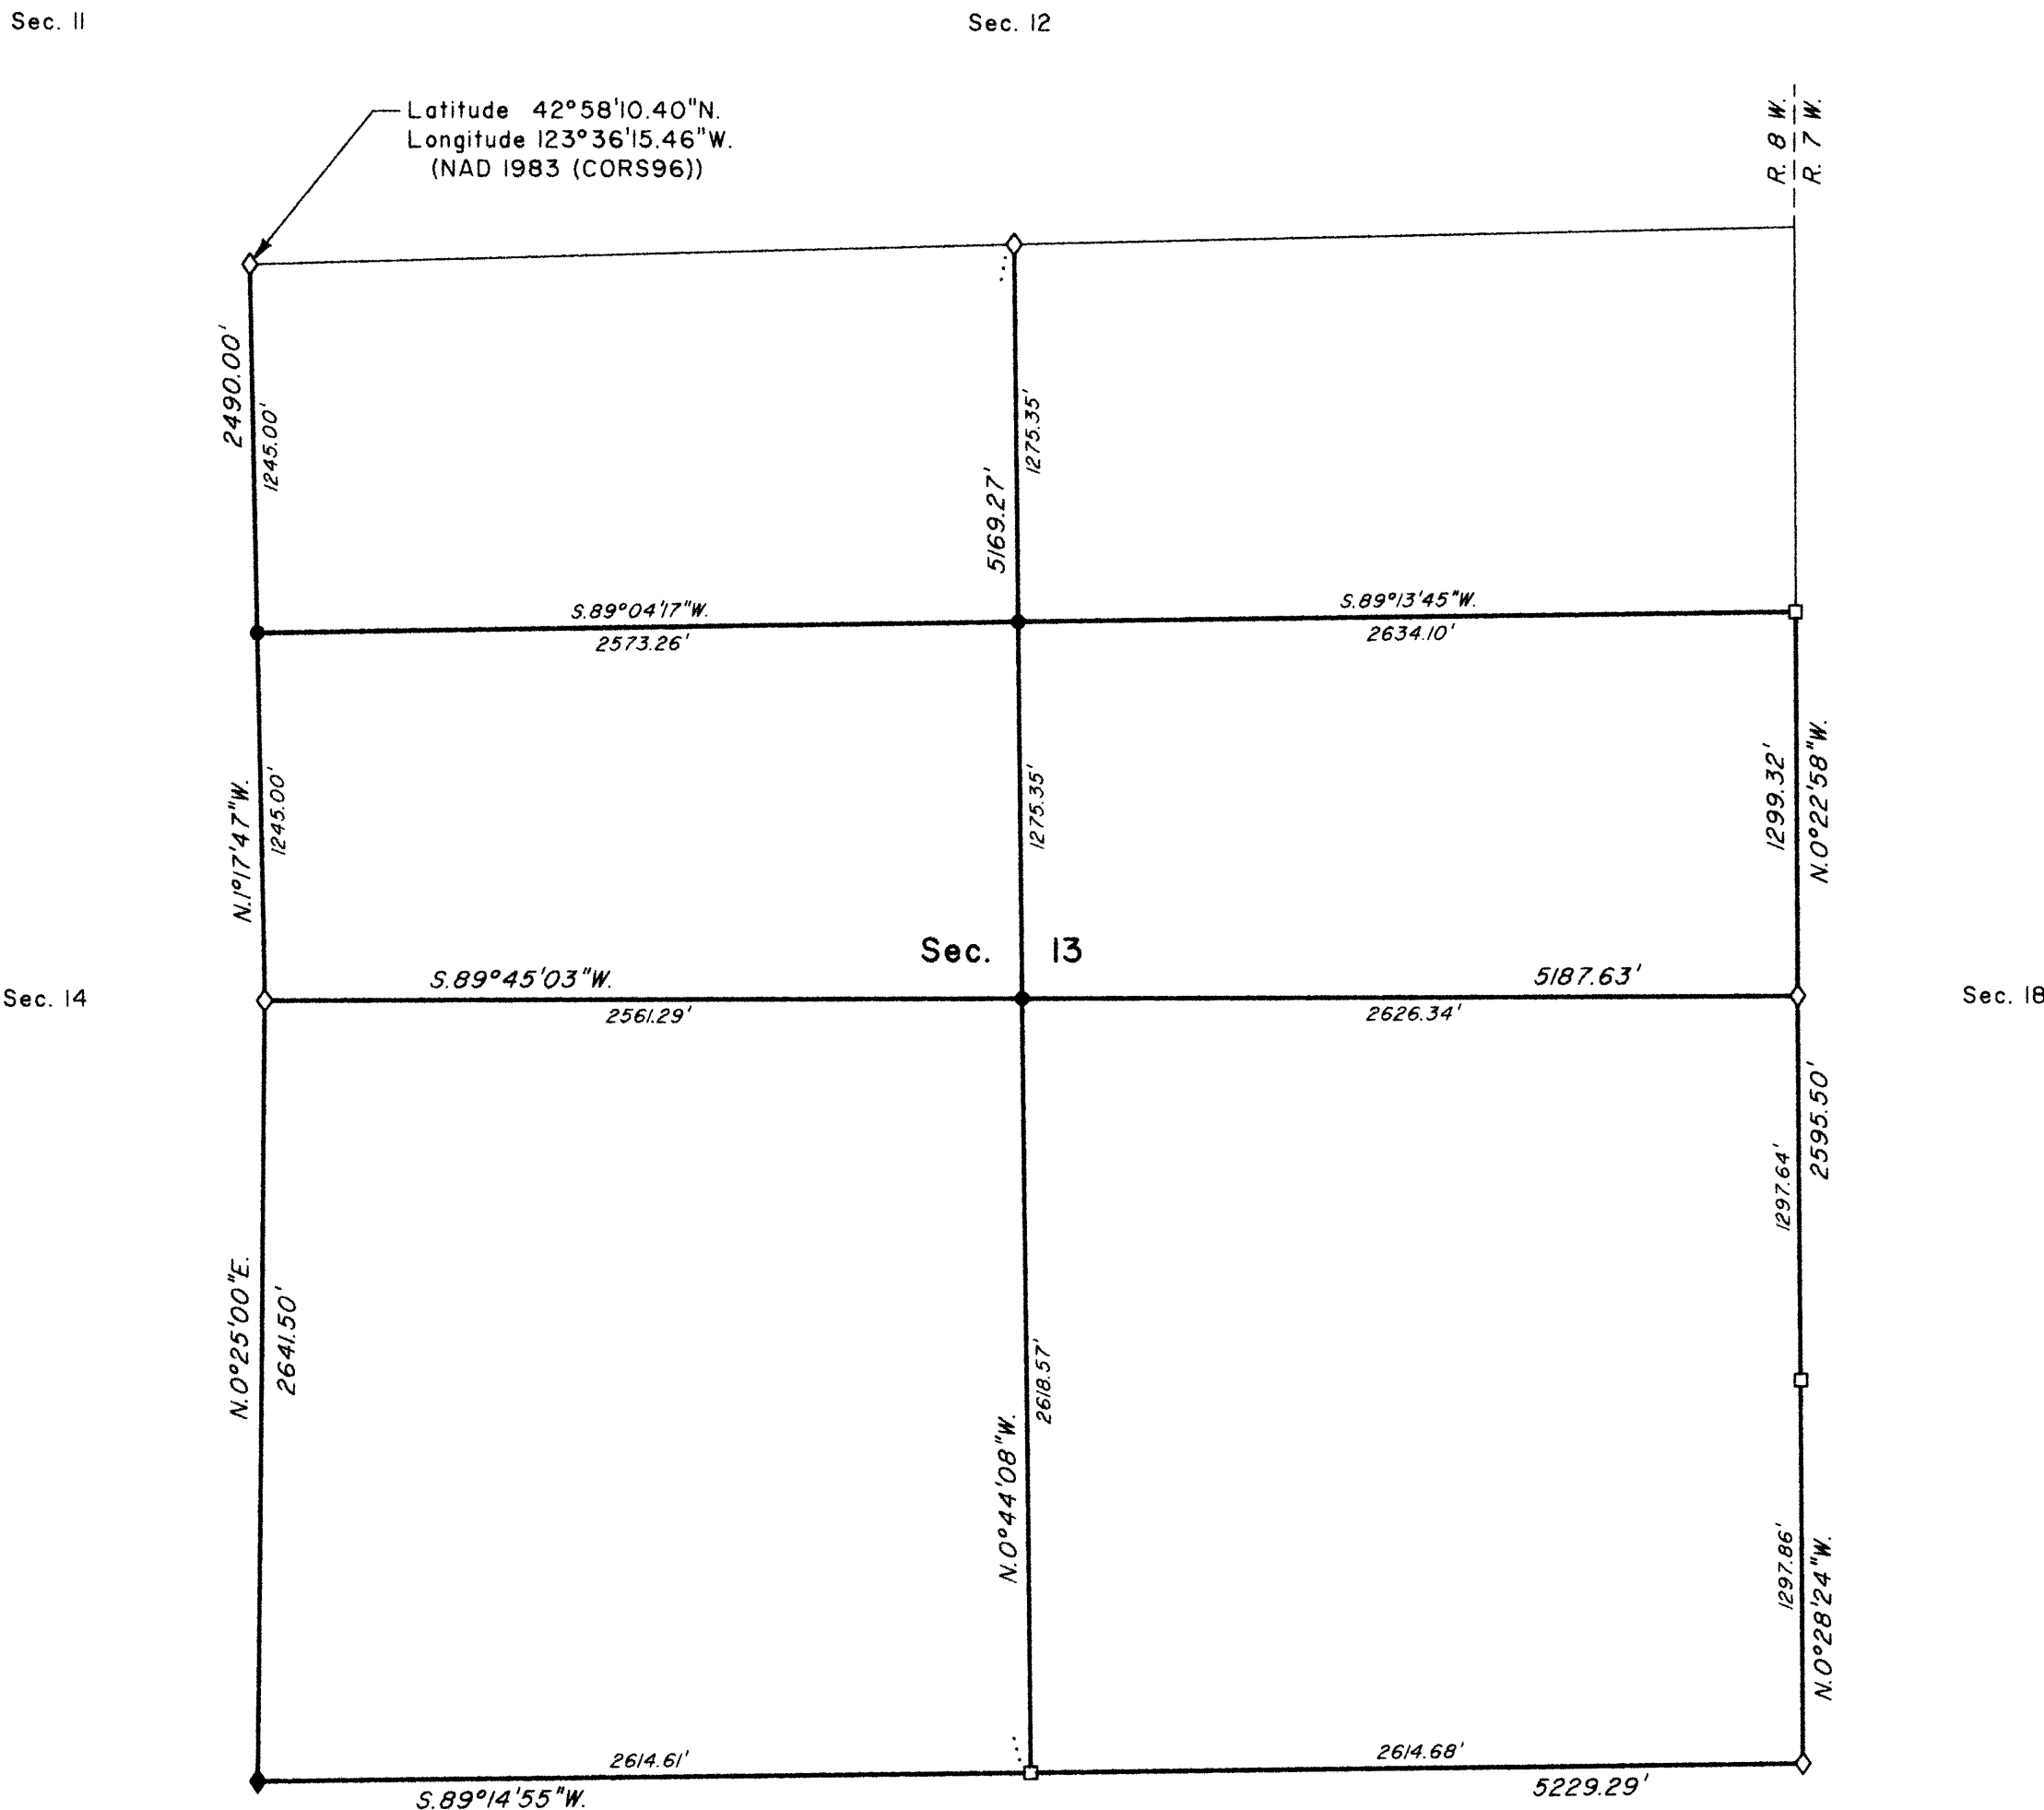 Sec. 11
Sec. 12
Latitude 42°58'10.40"N.
Longitude 123°36'15.46"W.
(NAD 1983 (CORS96))
R. 8 W.
R. 7 W.
2490.00'
1245.00'
1275.35'
5169.27'
S.89°04'17"W.
2573.26'
S.89°13'45"W.
2634.10'
N.1°17'47"W.
1245.00'
1275.35'
1299.32'
N.0°22'58"W.
Sec. 13
Sec. 14
S.89°45'03"W.
2561.29'
5187.63'
2626.34'
Sec. 18
2595.50'
1297.64'
N.0°25'00"E.
2641.50'
N.0°44'08"W.
2618.57'
1297.86'
N.0°28'24"W.
2614.61'
S.89°14'55"W.
2614.68'
5229.29'